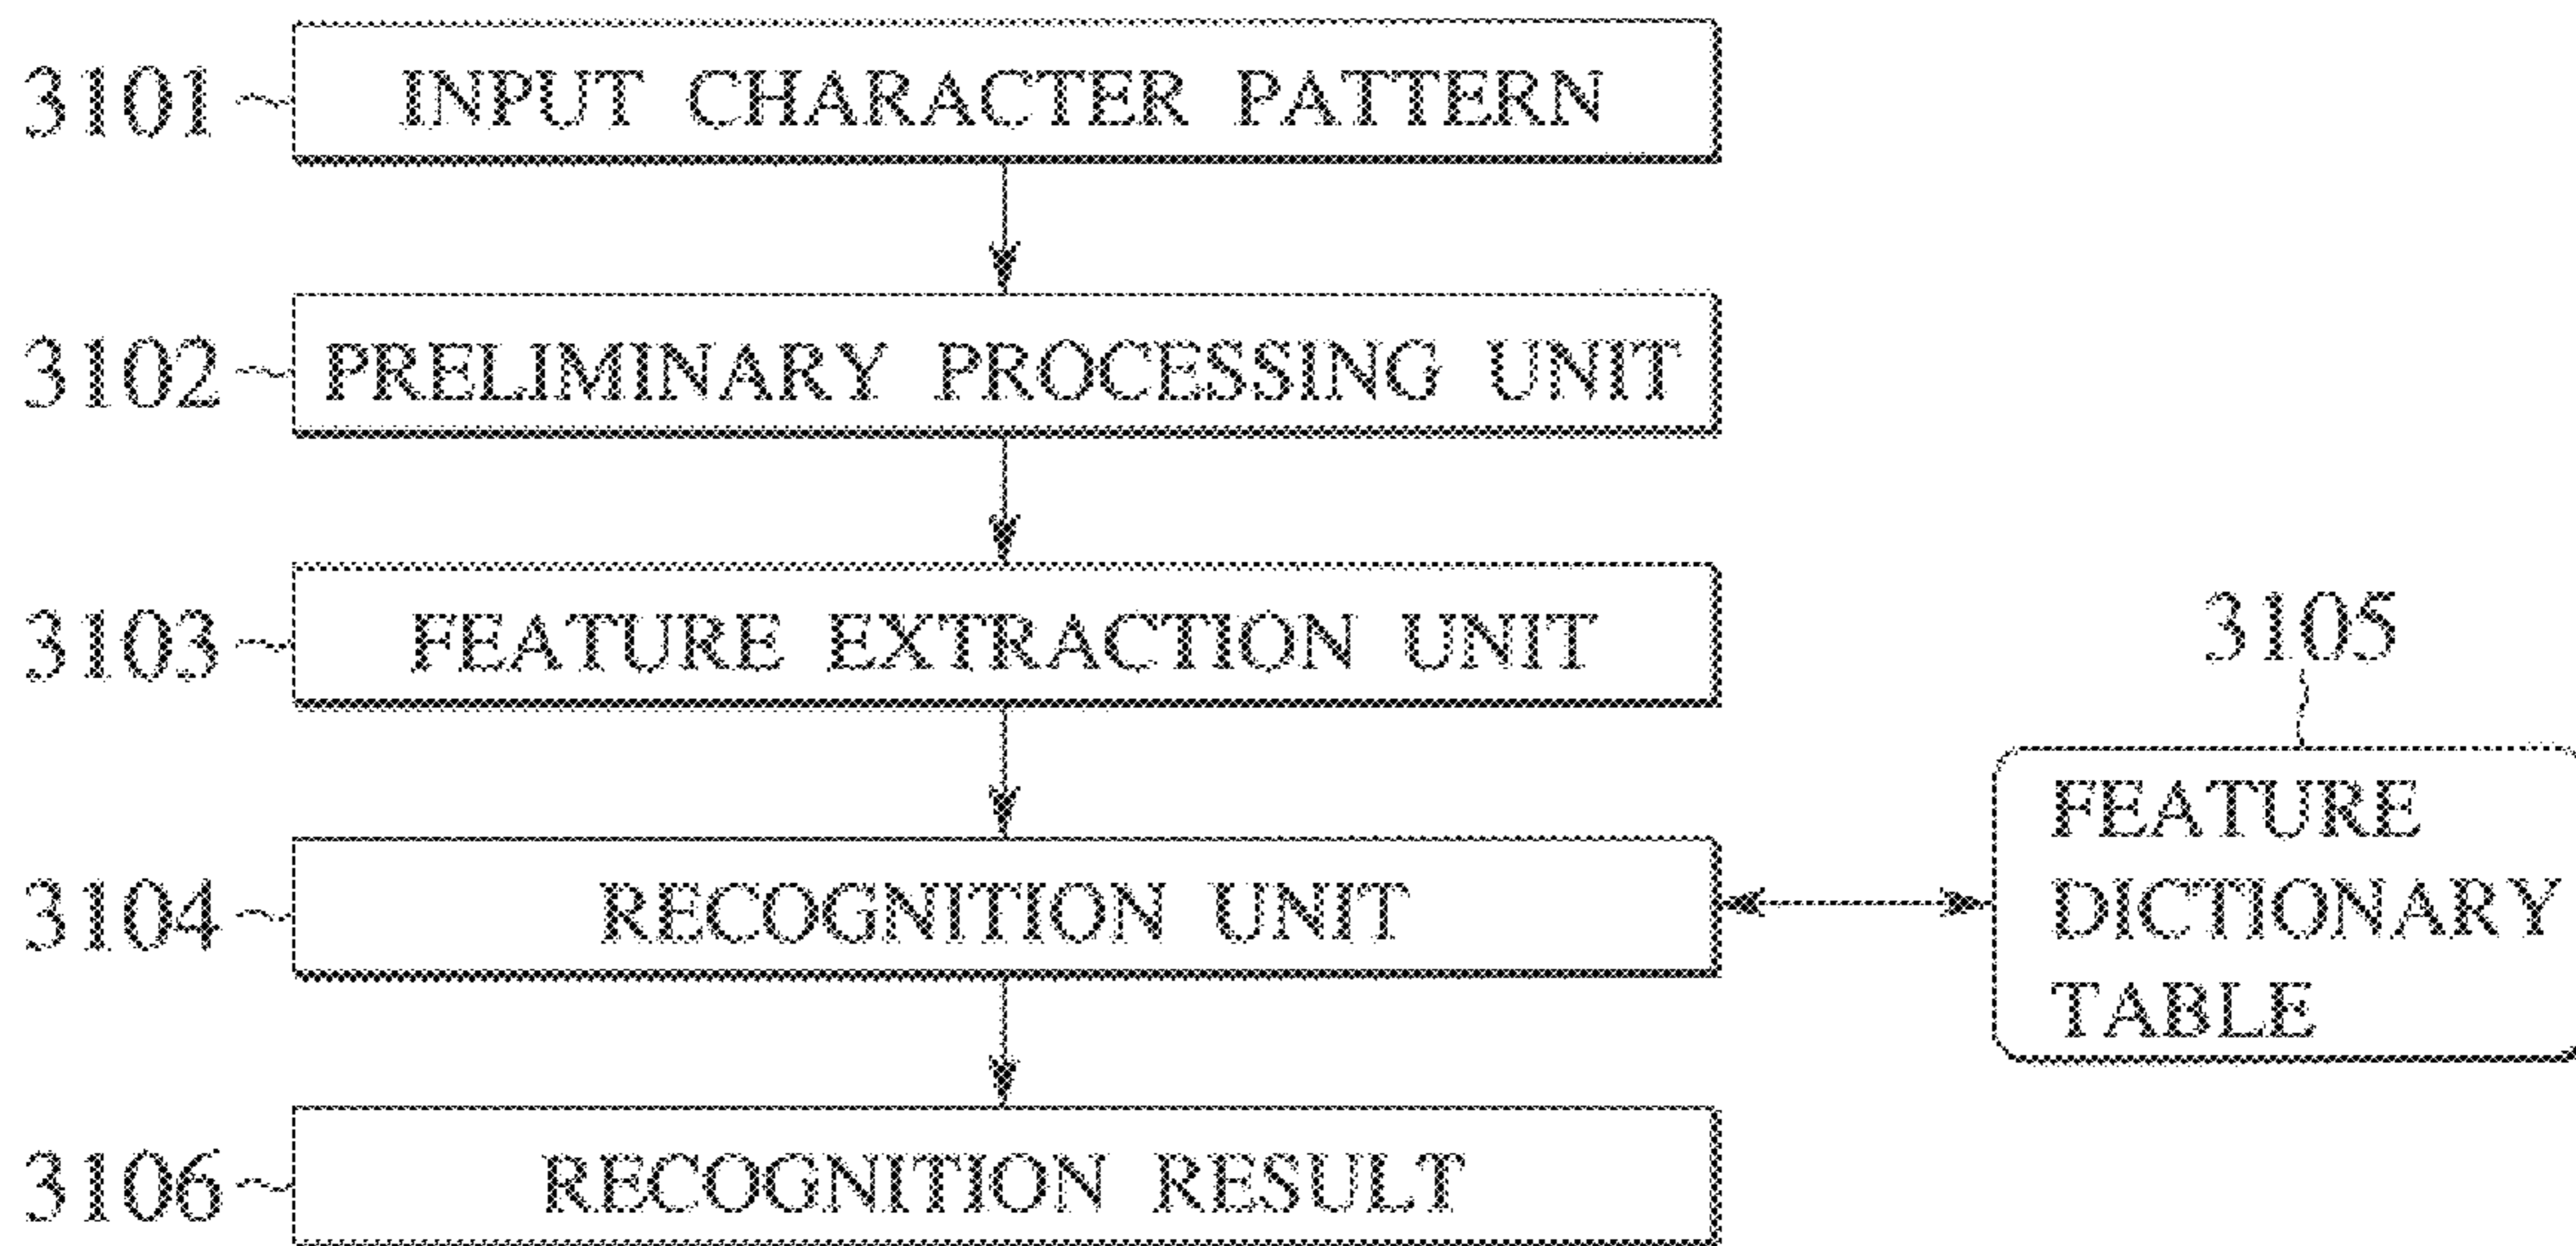 3101 INPUT CHARACTER PATTERN
3102 PRELIMINARY PROCESSING UNIT
3103 FEATURE EXTRACTION UNIT
3105
3104 RECOGNITION UNIT
FEATURE
DICTIONARY
TABLE
3106 RECOGNITION RESULT